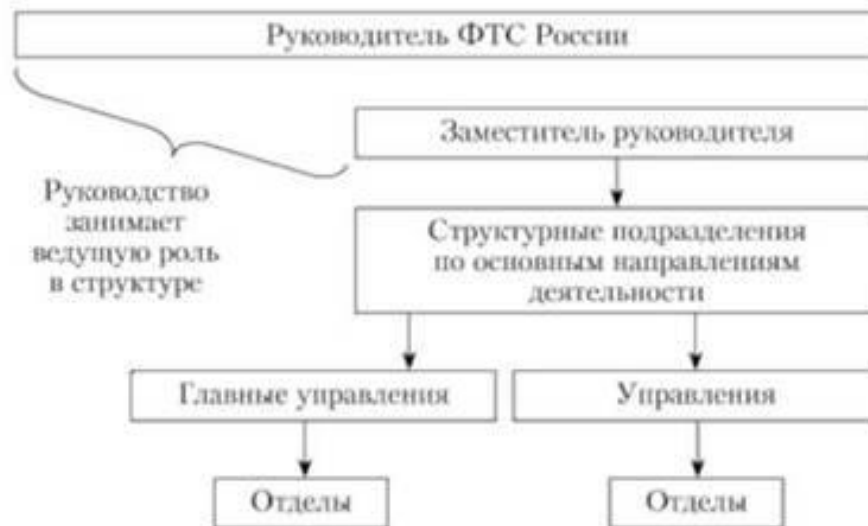 Руководитель ФТС России
Заместитель руководителя
Руководство
занимает
ведущую роль
в структуре
Структурные подразделения
по основным направлениям
деятельности
Главные управления
Управления
Отделы
Отделы